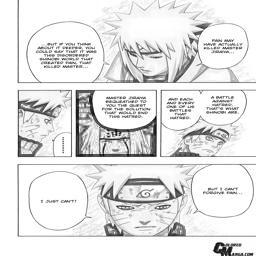 PAIN MAY
HAVE ACTUALLY
KILLED MASTER
JIRAIYA
...BUT IF YOU THINK
ABOUT IT DEEPER,
YOU SAY THAT IT
WAS THIS
DISORDERED
SHINOBI WORLD THAT
CREATED PAIN, THAT
KILLED MASTER...
A BATTLE
AGAINST
HATRED,
THAT'S WHAT
SHINOBI ARE.
AND EACH
AND EVERY
ONE OF
US BATTLES
THAT
HATRED.
MASTER JIRAIYA
BEQUEATHED TO
YOU THE QUEST
FOR THE SOLUTION
THAT WOULD END
THIS HATRED.
BUT I
CAN'T
FORGIVE
PAIN...
I JUST CAN'T!
COLORED
MANGA.COM